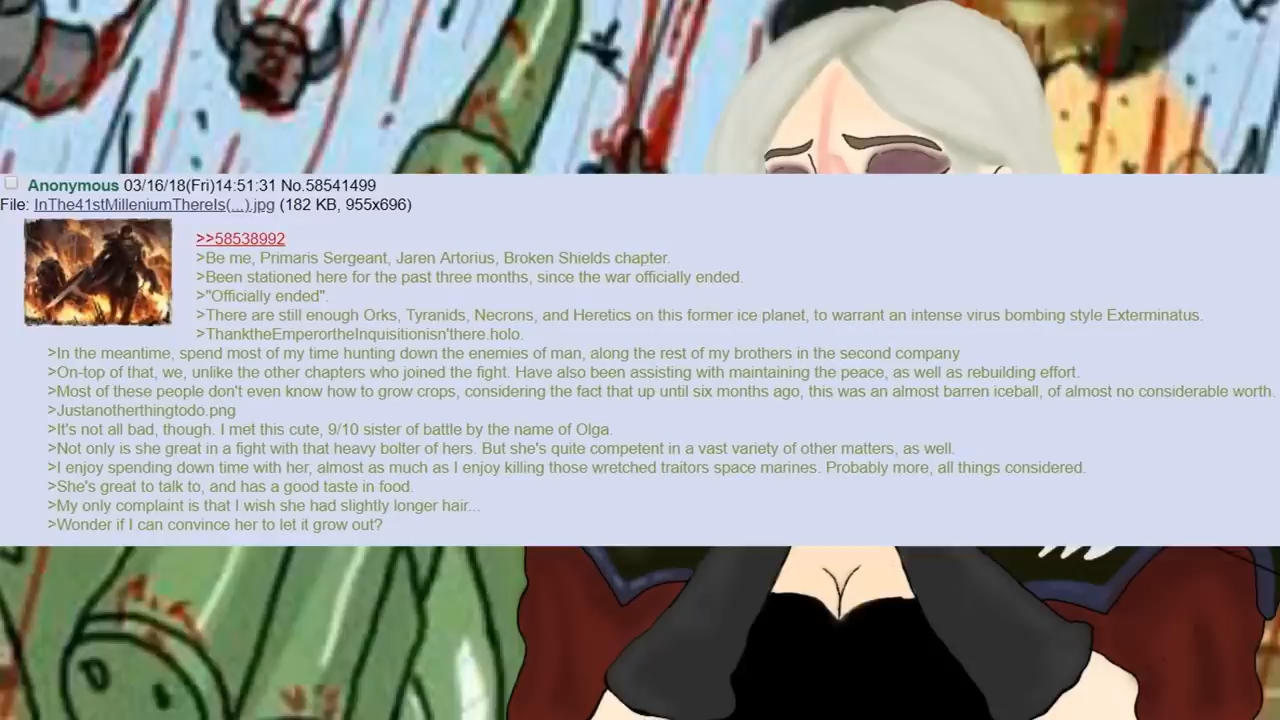 Anonymous 03/16/18(Fri)14:51:31 No.58541499
File: InThe41stMilleniumThereIs(...).jpg (182 KB, 955x696)
>>58538992
>Be me, Primaris Sergeant, Jaren Artorius, Broken Shields chapter.
>Been stationed here for the past three months, since the war officially ended.
>"Officially ended".
>There are still enough Orks, Tyranids, Necrons, and Heretics on this former ice planet, to warrant an intense virus bombing style Exterminatus.
>ThanktheEmperortheInquisitionisn'there.holo.
>In the meantime, spend most of my time hunting down the enemies of man, along the rest of my brothers in the second company
>On-top of that, we, unlike the other chapters who joined the fight. Have also been assisting with maintaining the peace, as well as rebuilding effort.
>Most of these people don't even know how to grow crops, considering the fact that up until six months ago, this was an almost barren iceball, of almost no considerable worth.
>Justanotherthingtodo.png
>It's not all bad, though. I met this cute, 9/10 sister of battle by the name of Olga.
>Not only is she great in a fight with that heavy bolter of hers. But she's quite competent in a vast variety of other matters, as well.
>I enjoy spending down time with her, almost as much as I enjoy killing those wretched traitors space marines. Probably more, all things considered.
>She's great to talk to, and has a good taste in food.
>My only complaint is that I wish she had slightly longer hair...
>Wonder if I can convince her to let it grow out?